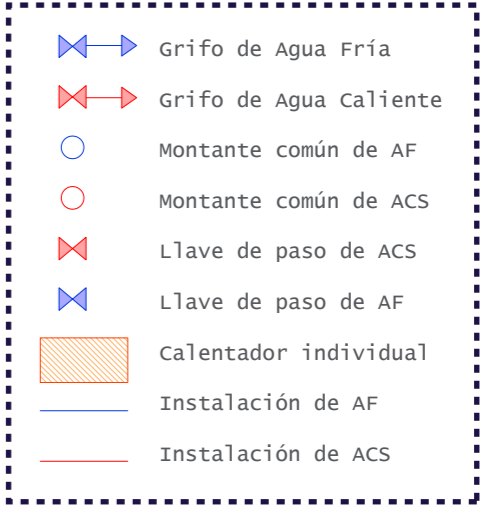 Grifo de Agua Fría
Grifo de Agua Caliente
Montante común de AF
Montante común de ACS
Llave de paso de ACS
Llave de paso de AF
Calentador individual
Instalación de AF
Instalación de ACS